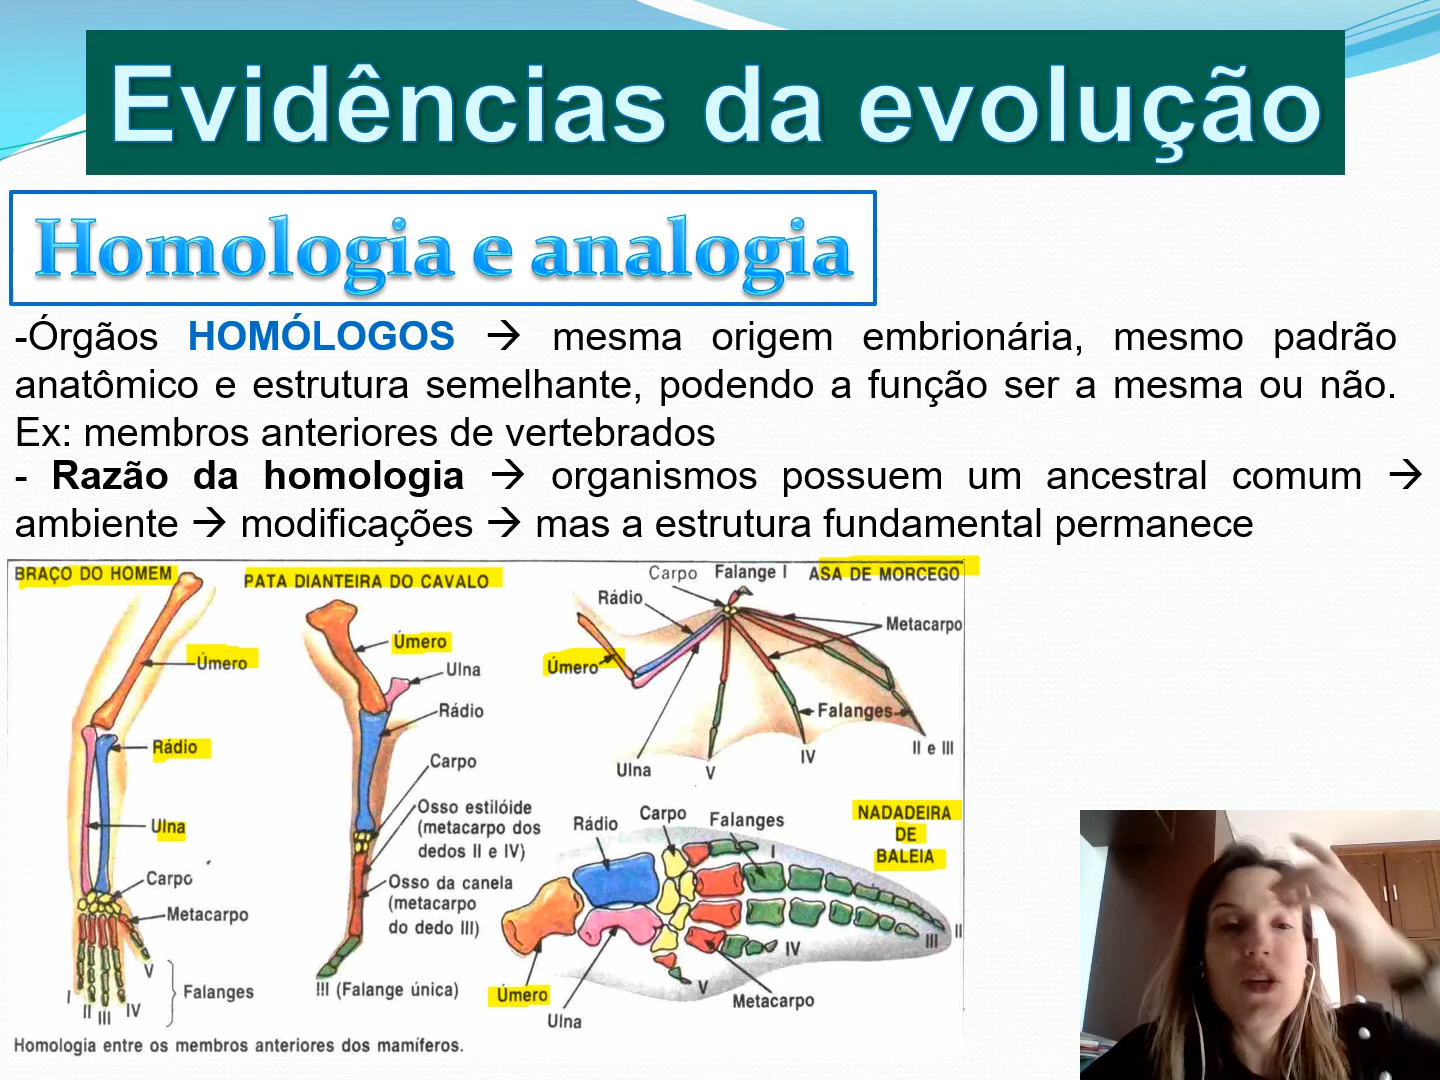 Evidências da evolução
Homologia e analogia
-Órgãos HOMÓLOGOS → mesma origem embrionária, mesmo padrão
anatômico e estrutura semelhante, podendo a função ser a mesma ou não.
Ex: membros anteriores de vertebrados
- Razão da homologia → organismos possuem um ancestral comum →
ambiente → modificações → mas a estrutura fundamental permanece
BRAÇO DO HOMEM
Úmero
Rádio
Ulna
Carpo
Metacarpo
V
I
II
III
IV
Falanges
PATA DIANTEIRA DO CAVALO
Úmero
Ulna
Rádio
Carpo
Osso estilóide
(metacarpo dos
dedos II e IV)
Osso da canela
(metacarpo
do dedo III)
III (Falange única)
Carpo
Falange I
ASA DE MORCEGO
Rádio
Metacarpo
Úmero
Falanges
II e III
IV
Ulna
V
NADADEIRA
DE
BALEIA
Rádio
Carpo
Falanges
I
II
III
IV
V
Úmero
Metacarpo
Ulna
Homologia entre os membros anteriores dos mamíferos.